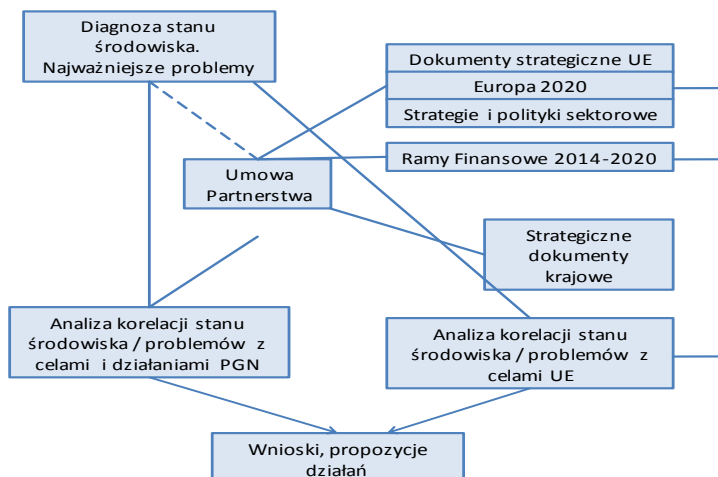 Diagnoza stanu
środowiska.
Najważniejsze problemy
Dokumenty strategiczne UE
Europa 2020
Strategie i polityki sektorowe
Ramy Finansowe 2014-2020
Umowa
Partnerstwa
Strategiczne
dokumenty
krajowe
Analiza korelacji stanu
środowiska / problemów z
celami i działaniami PGN
Analiza korelacji stanu
środowiska / problemów z
celami UE
Wnioski, propozycje
działań